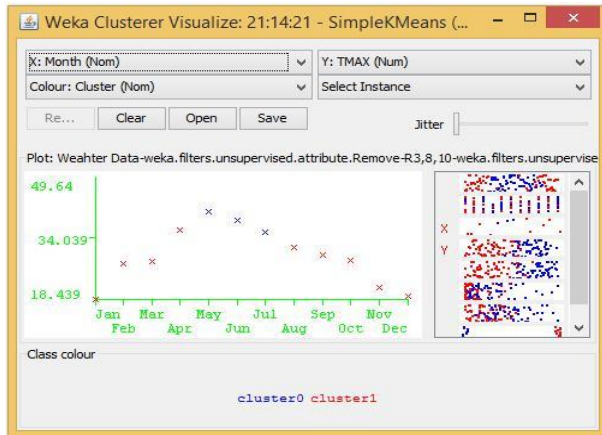 Weka Clusterer Visualize: 21:14:21 - SimpleKMeans (...
X: Month (Nom)
Y: TMAX (Num)
Colour: Cluster (Nom)
Select Instance
Re...
Clear
Open
Save
Jitter
Plot: Weahter Data-weka.filters.unsupervised.attribute.Remove-R3,8,10-weka.filters.unsupervise
49.64
34.039
18.439
Jan Mar May Jul Sep Nov
Feb Apr Jun Aug Oct Dec
X
Y
Class colour
cluster0 cluster1